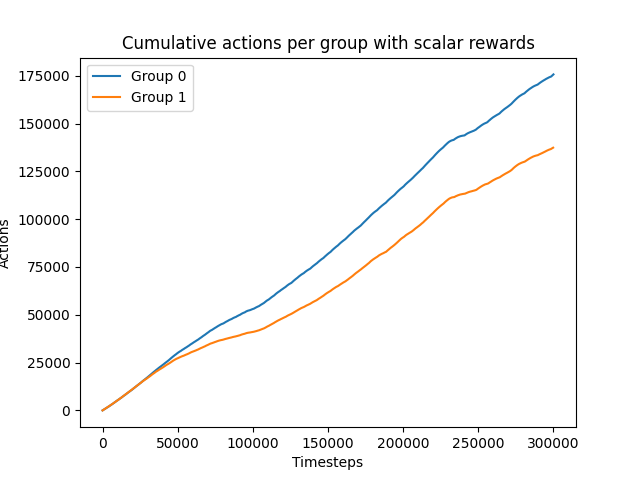 Cumulative actions per group with scalar rewards
Group 0
Group 1
175000
150000
125000
100000
75000
50000
25000
0
Actions
0 50000 100000 150000 200000 250000 300000
Timesteps